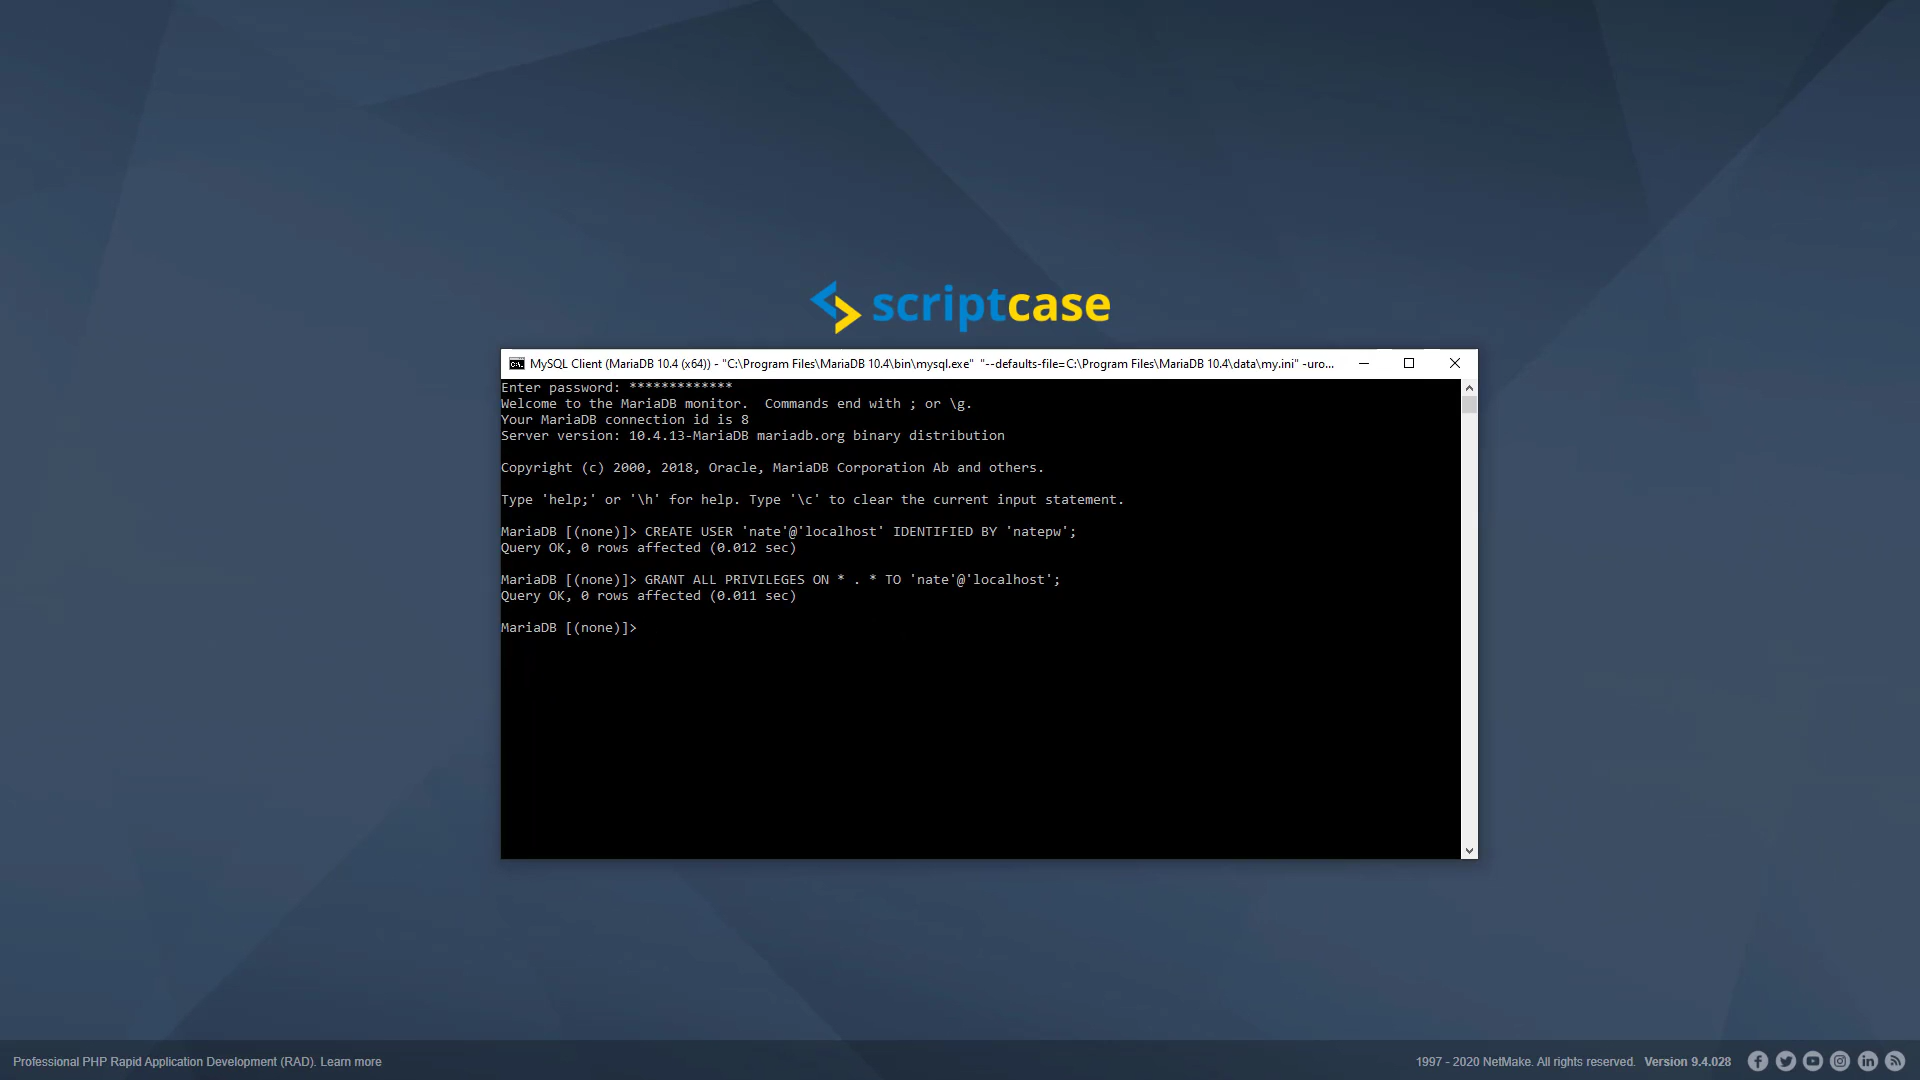 scriptcase
MySQL Client (MariaDB 10.4 (x64)) - "C:\Program Files\MariaDB 10.4\bin\mysql.exe" "--defaults-file=C:\Program Files\MariaDB 10.4\data\my.ini" -uro...
Enter password: *************
Welcome to the MariaDB monitor.  Commands end with ; or \g.
Your MariaDB connection id is 8
Server version: 10.4.13-MariaDB mariadb.org binary distribution
Copyright (c) 2000, 2018, Oracle, MariaDB Corporation Ab and others.
Type 'help;' or '\h' for help. Type '\c' to clear the current input statement.
MariaDB [(none)]> CREATE USER 'nate'@'localhost' IDENTIFIED BY 'natepw';
Query OK, 0 rows affected (0.012 sec)
MariaDB [(none)]> GRANT ALL PRIVILEGES ON * . * TO 'nate'@'localhost';
Query OK, 0 rows affected (0.011 sec)
MariaDB [(none)]>
Professional PHP Rapid Application Development (RAD). Learn more
1997 - 2020 NetMake. All rights reserved. Version 9.4.028